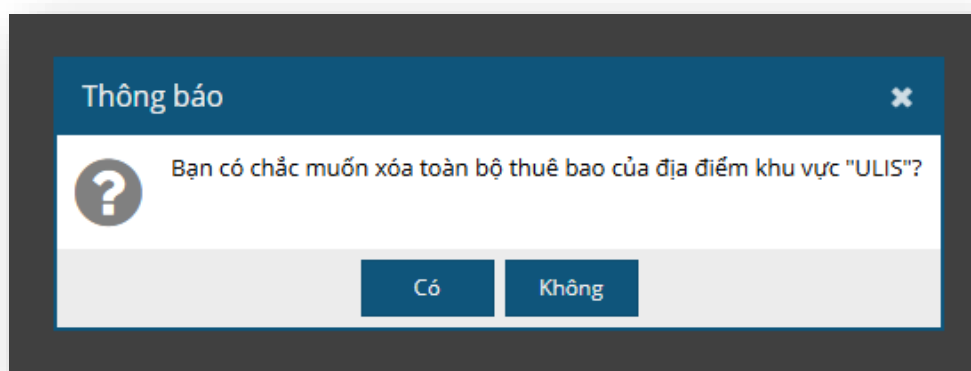 Thông báo
Bạn có chắc muốn xóa toàn bộ thuê bao của địa điểm khu vực "ULIS"?
Có
Không